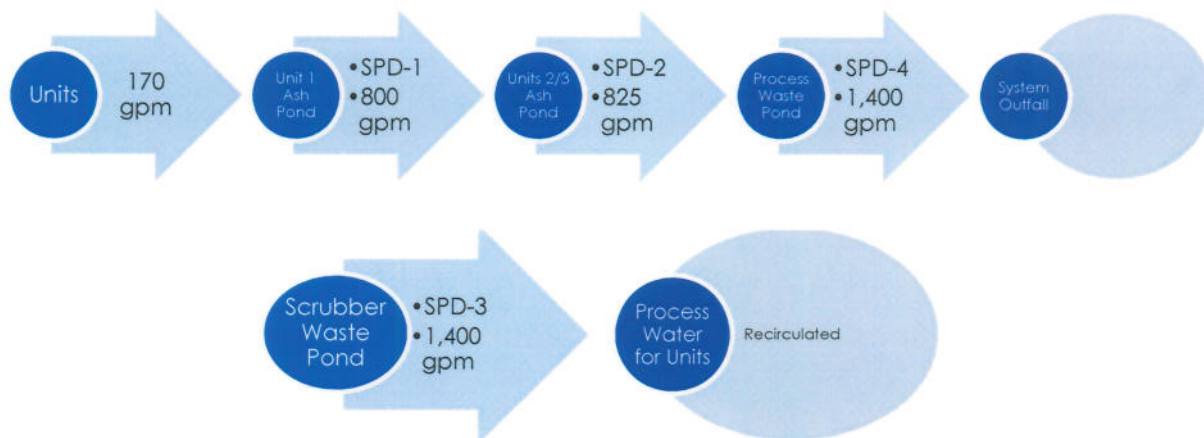 Units
170
gpm
Unit 1
Ash
Pond
•SPD-1
•800
gpm
Units 2/3
Ash
Pond
•SPD-2
•825
gpm
Process
Waste
Pond
•SPD-4
•1,400
gpm
System
Outfall
Scrubber
Waste
Pond
•SPD-3
•1,400
gpm
Process
Water
for Units
Recirculated